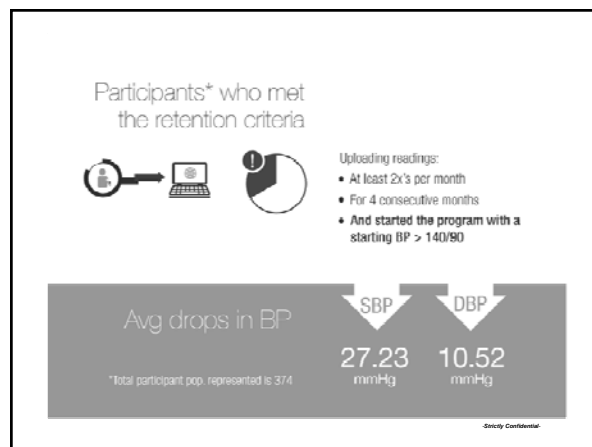 Participants* who met
the retention criteria
!
Uploading readings:
• At least 2x's per month
• For 4 consecutive months
• And started the program with a
starting BP > 140/90
Avg drops in BP
SBP
DBP
27.23
10.52
mmHg
mmHg
*Total participant pop. represented is 374
-Strictly Confidential-